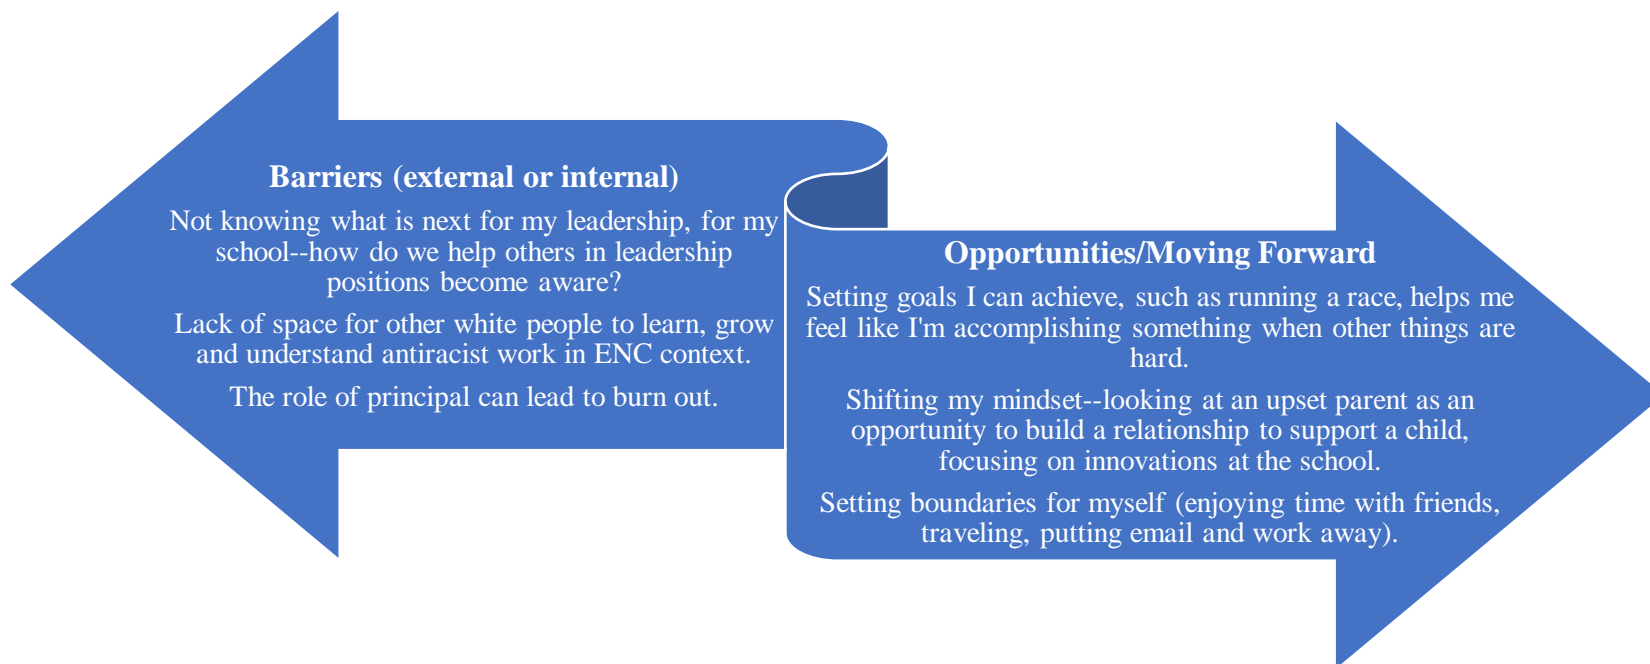 Barriers (external or internal)
Not knowing what is next for my leadership, for my
school--how do we help others in leadership
positions become aware?
Lack of space for other white people to learn, grow
and understand antiracist work in ENC context.
The role of principal can lead to burn out.
Opportunities/Moving Forward
Setting goals I can achieve, such as running a race, helps me
feel like I'm accomplishing something when other things are
hard.
Shifting my mindset--looking at an upset parent as an
opportunity to build a relationship to support a child,
focusing on innovations at the school.
Setting boundaries for myself (enjoying time with friends,
traveling, putting email and work away).